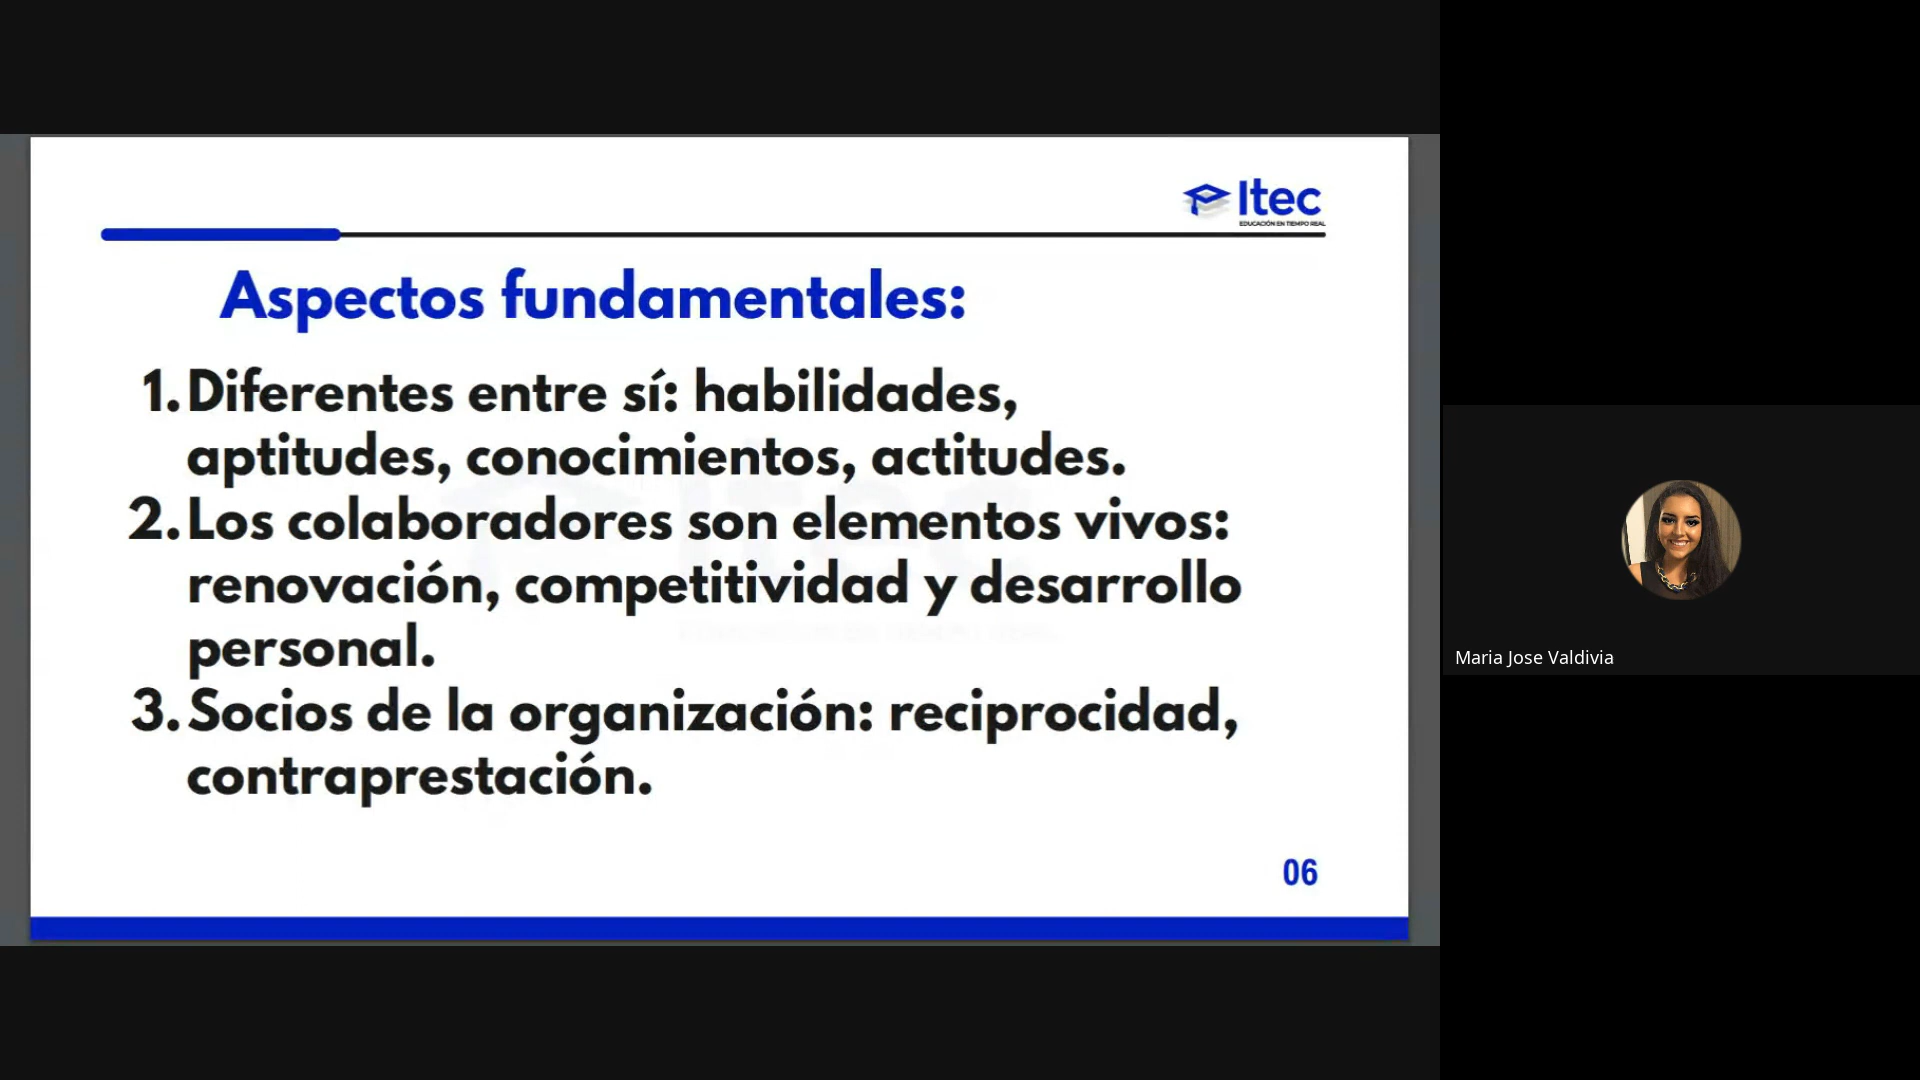 Itec
EDUCACIÓN EN TIEMPO REAL
Aspectos fundamentales:
1. Diferentes entre sí: habilidades,
aptitudes, conocimientos, actitudes.
2. Los colaboradores son elementos vivos:
renovación, competitividad y desarrollo
personal.
3. Socios de la organización: reciprocidad,
contraprestación.
06
Maria Jose Valdivia